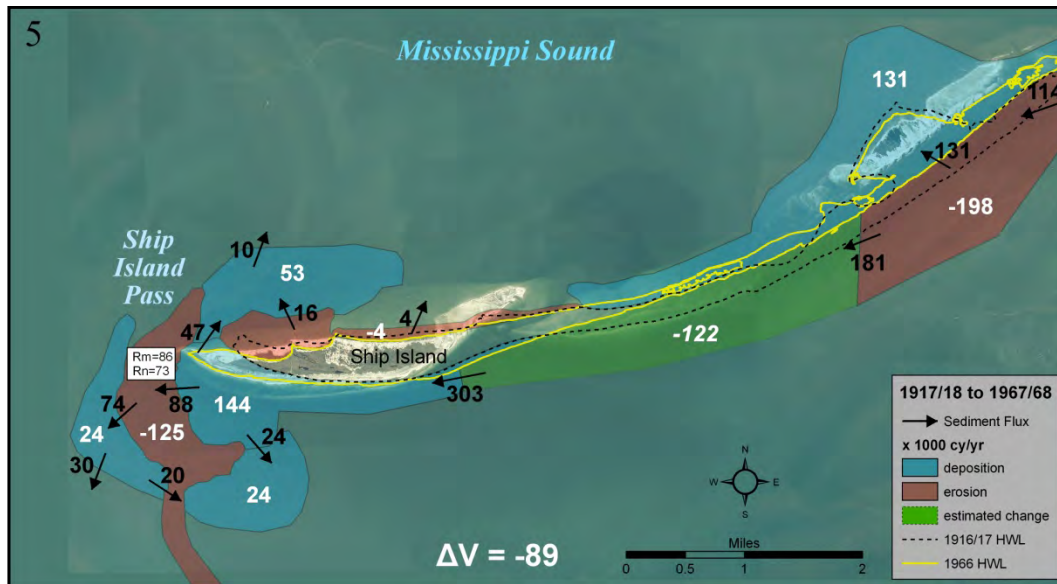 5
Mississippi Sound
131
114
131
-198
Ship
Island
Pass
10
53
181
16
4
-4
47
-122
Ship Island
Rm=86
Rn=73
303
74
88
144
24
-125
24
30
20
24
N
W
E
S
ΔV = -89
Miles
0
0.5
1
2
1917/18 to 1967/68
Sediment Flux
x 1000 cy/yr
deposition
erosion
estimated change
1916/17 HWL
1966 HWL